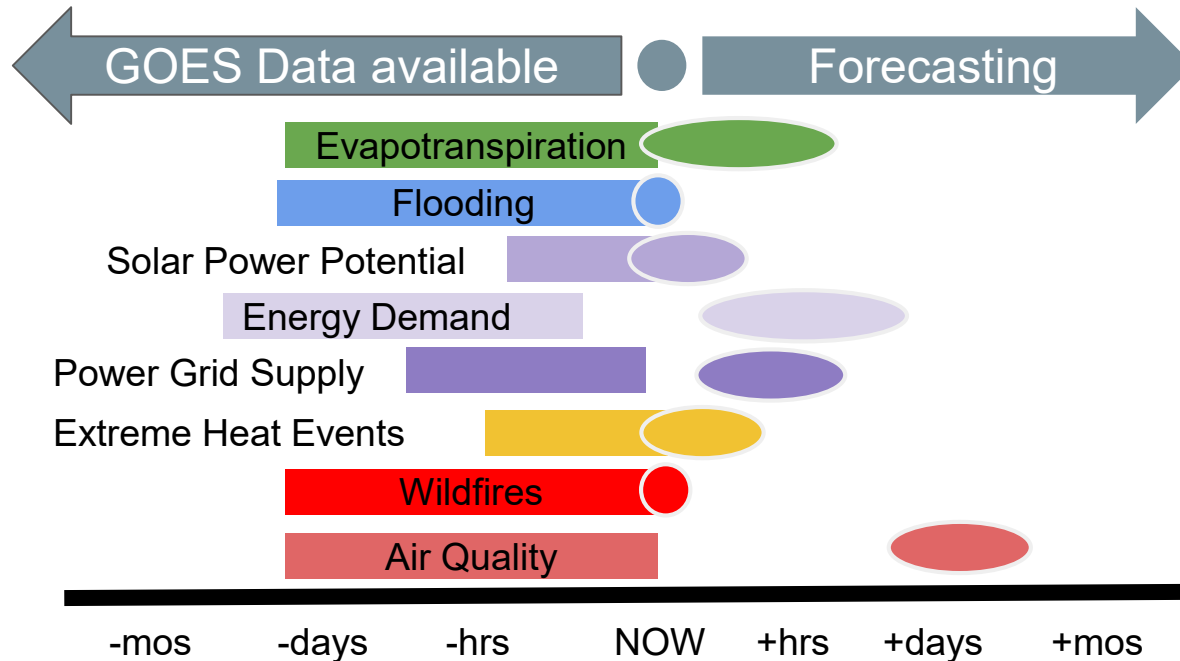 GOES Data available
Forecasting
Evapotranspiration
Flooding
Solar Power Potential
Energy Demand
Power Grid Supply
Extreme Heat Events
Wildfires
Air Quality
-mos -days -hrs NOW +hrs +days +mos